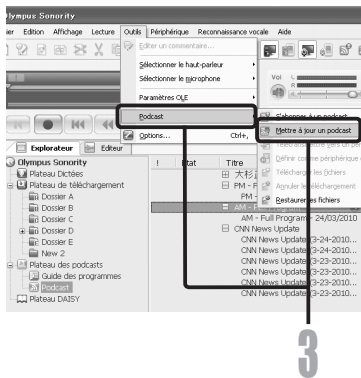 Olympus Sonority
ier Edition Affichage Lecture Outils Périphérique Reconnaissance vocale Aide
Éditer un commentaire...
Sélectionner le haut-parleur
Sélectionner le microphone
Vol L R
Paramètres OLE
Podcast
S'abonner à un podcast
Options... Ctrl+,
Mettre à jour un podcast
Définir comme périphérique
Télécharger les fichiers
Annuler le téléchargement
Restaurer les fichiers
Explorateur Editeur
Olympus Sonority
! Etat Titre
Plateau Dictées
Plateau de téléchargement
PM - F
Dossier A
PM -
Dossier B
AM - F
Dossier C
AM - Full Program - 24/03/2010
Dossier D
CNN News Update
Dossier E
CNN News Update (3-24-2010...
New 2
CNN News Update (3-24-2010...
Plateau des podcasts
CNN News Update (3-23-2010...
Guide des programmes
CNN News Update (3-23-2010...
Podcast
CNN News Update (3-23-2010...
Plateau DAISY
CNN News Update (3-23-2010...
3